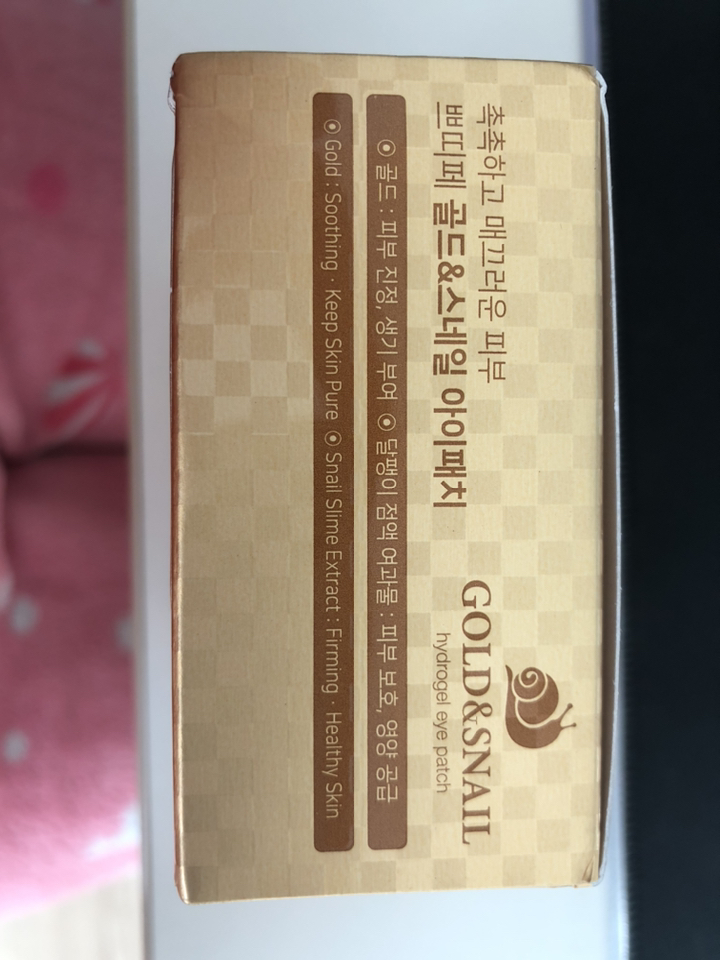 촉촉하고 매끄러운 피부
쁘띠페 골드&스네일 아이패치
GOLD&SNAIL
hydrogel eye patch
골드 : 피부 진정, 생기 부여 달팽이 점액 여과물 : 피부 보호, 영양 공급
Gold : Soothing · Keep Skin Pure Snail Slime Extract : Firming · Healthy Skin